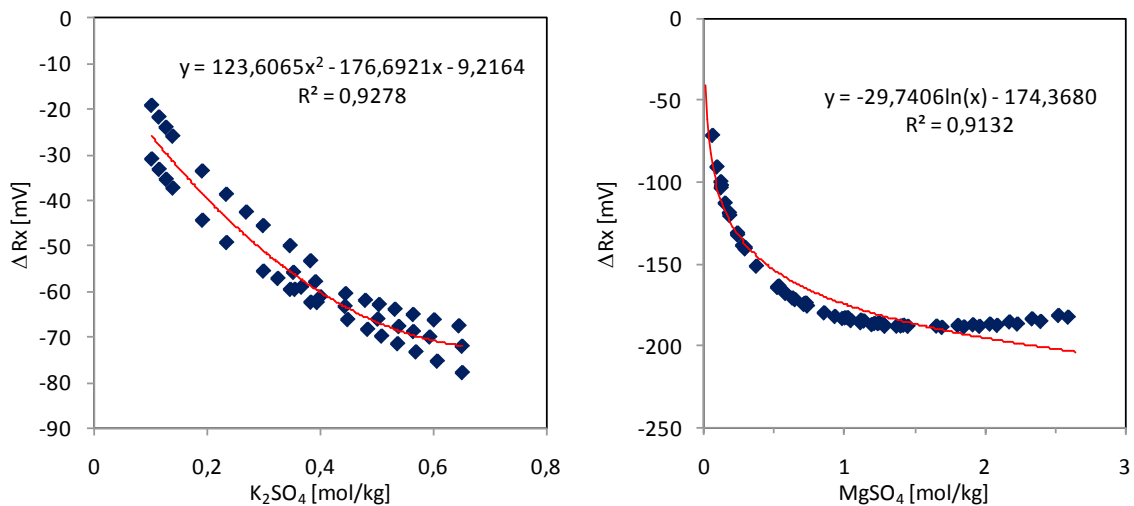 0
-10
-20
-30
-40
-50
-60
-70
-80
-90
Δ Rx [mV]
y = 123,6065x² - 176,6921x - 9,2164
R² = 0,9278
0 0,2 0,4 0,6 0,8
K₂SO₄ [mol/kg]
0
-50
-100
-150
-200
-250
Δ Rx [mV]
y = -29,7406ln(x) - 174,3680
R² = 0,9132
0 1 2 3
MgSO₄ [mol/kg]